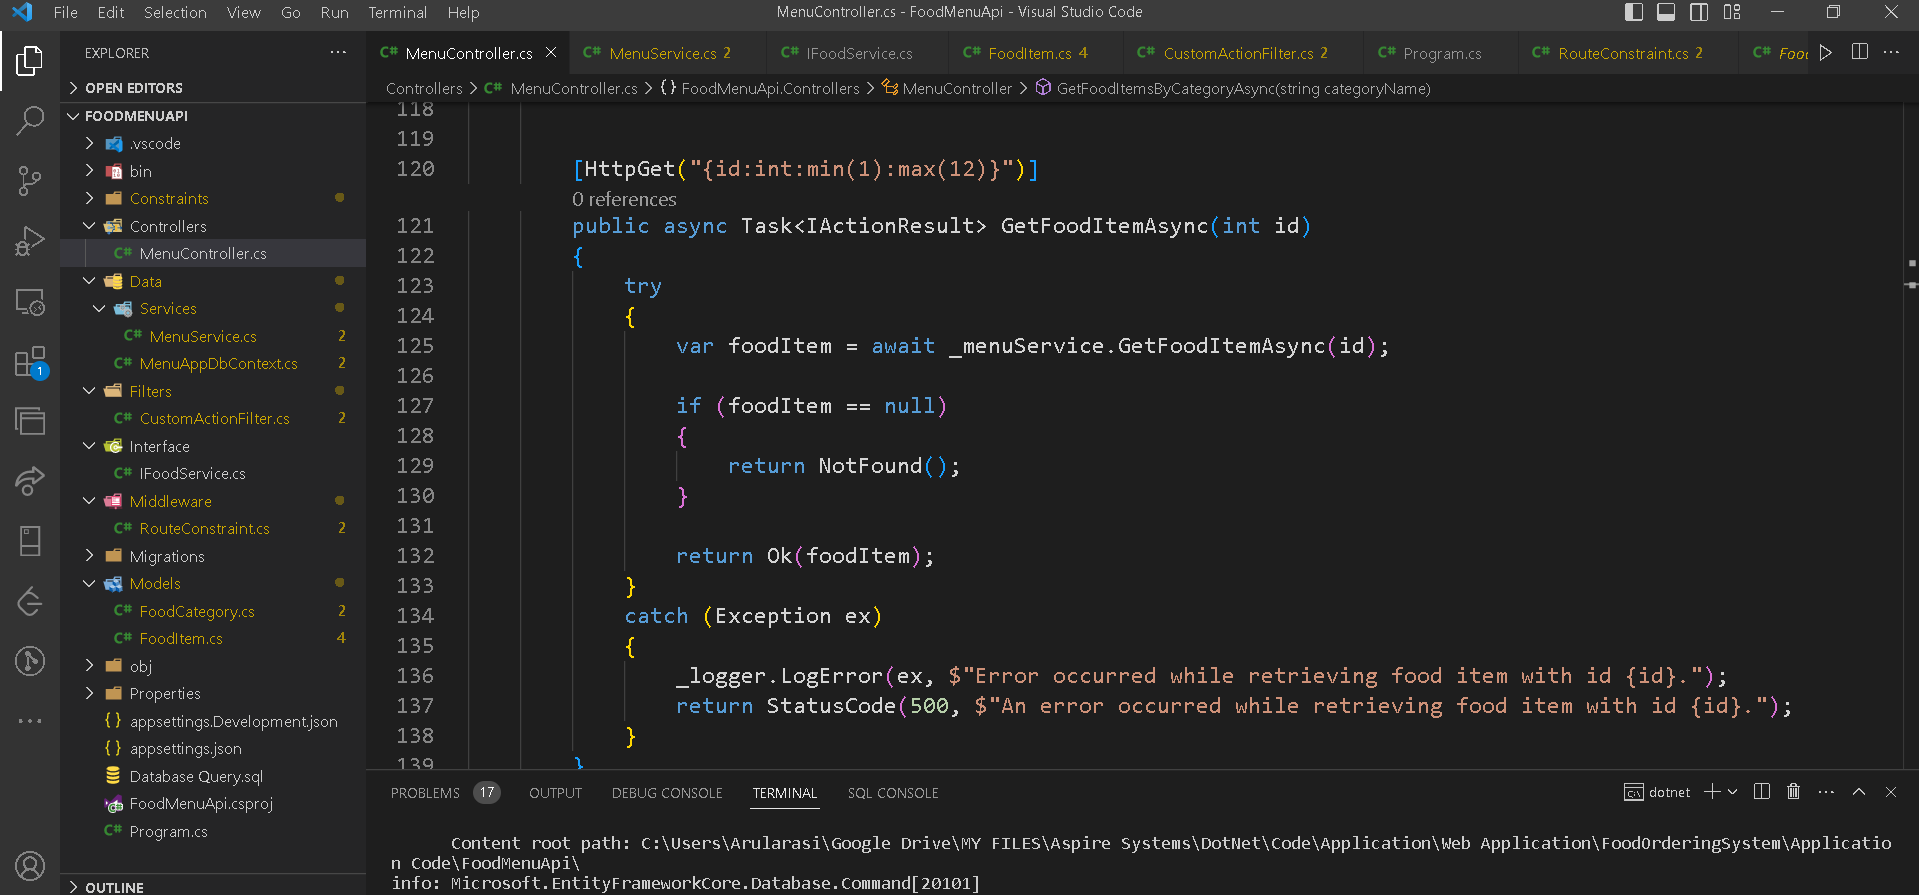 File Edit Selection View Go Run Terminal Help
MenuController.cs - FoodMenuApi - Visual Studio Code
EXPLORER
OPEN EDITORS
FOODMENUAPI
.vscode
bin
Constraints
Controllers
C# MenuController.cs
Data
Services
C# MenuService.cs 2
C# MenuAppDbContext.cs 2
Filters
C# CustomActionFilter.cs 2
Interface
C# IFoodService.cs
Middleware
C# RouteConstraint.cs 2
Migrations
Models
C# FoodCategory.cs 2
C# FoodItem.cs 4
obj
Properties
{} appsettings.Development.json
{} appsettings.json
Database Query.sql
FoodMenuApi.csproj
C# Program.cs
OUTLINE
1
C# MenuController.cs C# MenuService.cs 2 C# IFoodService.cs C# FoodItem.cs 4 C# CustomActionFilter.cs 2 C# Program.cs C# RouteConstraint.cs 2 C# Food
Controllers > C# MenuController.cs > {} FoodMenuApi.Controllers > MenuController > GetFoodItemsByCategoryAsync(string categoryName)
118
119
120 [HttpGet("{id:int:min(1):max(12)}")]
0 references
121 public async Task<IActionResult> GetFoodItemAsync(int id)
122 {
123 try
124 {
125 var foodItem = await _menuService.GetFoodItemAsync(id);
126
127 if (foodItem == null)
128 {
129 return NotFound();
130 }
131
132 return Ok(foodItem);
133 }
134 catch (Exception ex)
135 {
136 _logger.LogError(ex, $"Error occurred while retrieving food item with id {id}.");
137 return StatusCode(500, $"An error occurred while retrieving food item with id {id}.");
138 }
139 }
PROBLEMS 17 OUTPUT DEBUG CONSOLE TERMINAL SQL CONSOLE
dotnet
Content root path: C:\Users\Arularasi\Google Drive\MY FILES\Aspire Systems\DotNet\Code\Application\Web Application\FoodOrderingSystem\Applicatio
n Code\FoodMenuApi\
info: Microsoft.EntityFrameworkCore.Database.Command[20101]